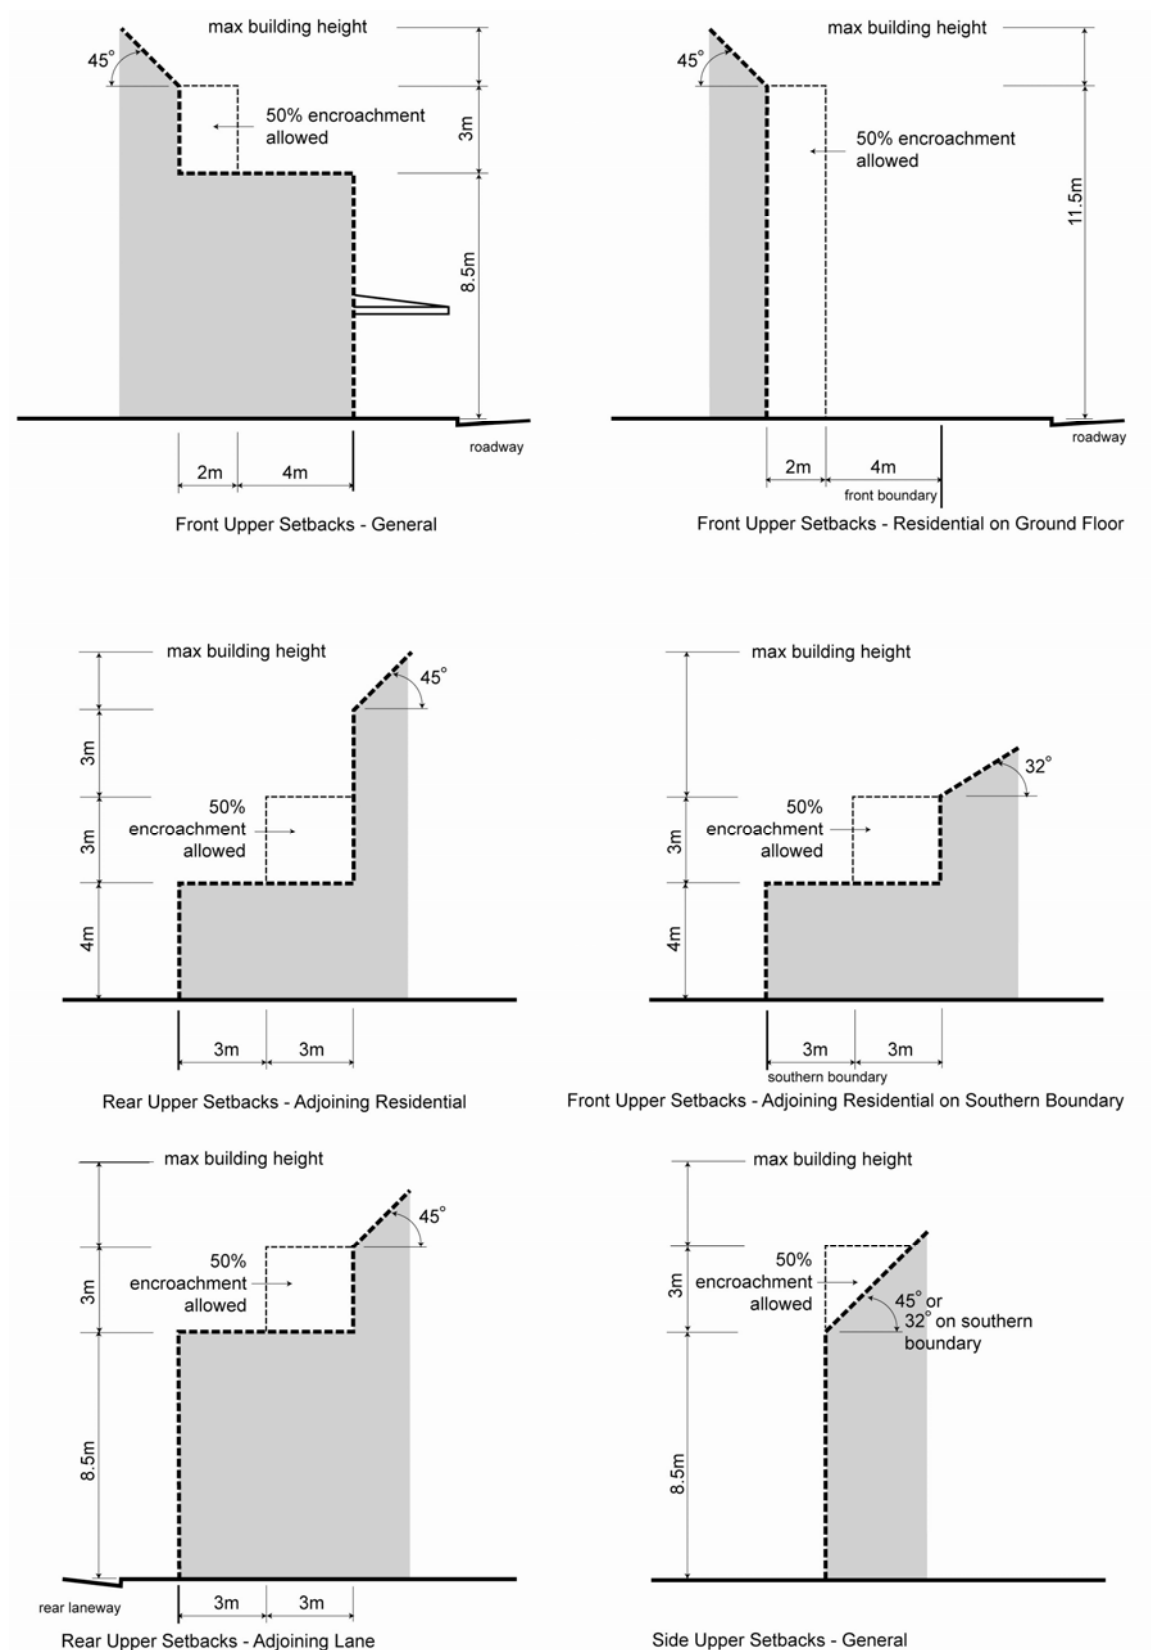 max building height
45°
50% encroachment
allowed
3m
8.5m
roadway
2m
4m
Front Upper Setbacks - General
max building height
45°
50% encroachment
allowed
11.5m
roadway
2m
4m
front boundary
Front Upper Setbacks - Residential on Ground Floor
max building height
45°
3m
50%
encroachment
allowed
3m
4m
3m
3m
Rear Upper Setbacks - Adjoining Residential
max building height
32°
50%
encroachment
allowed
3m
4m
3m
3m
southern boundary
Front Upper Setbacks - Adjoining Residential on Southern Boundary
max building height
45°
50%
encroachment
allowed
3m
8.5m
rear laneway
3m
3m
Rear Upper Setbacks - Adjoining Lane
max building height
50%
encroachment
allowed
3m
45° or
32° on southern
boundary
8.5m
Side Upper Setbacks - General